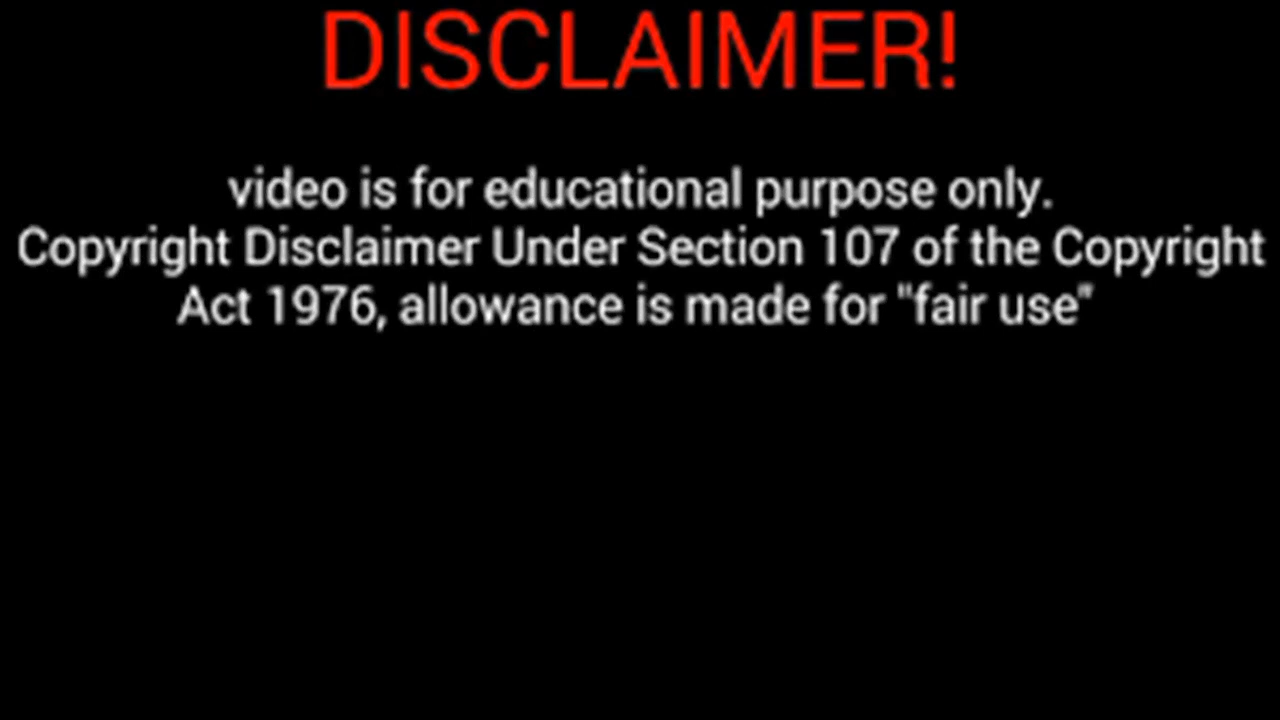 DISCLAIMER!
video is for educational purpose only.
Copyright Disclaimer Under Section 107 of the Copyright
Act 1976, allowance is made for "fair use"